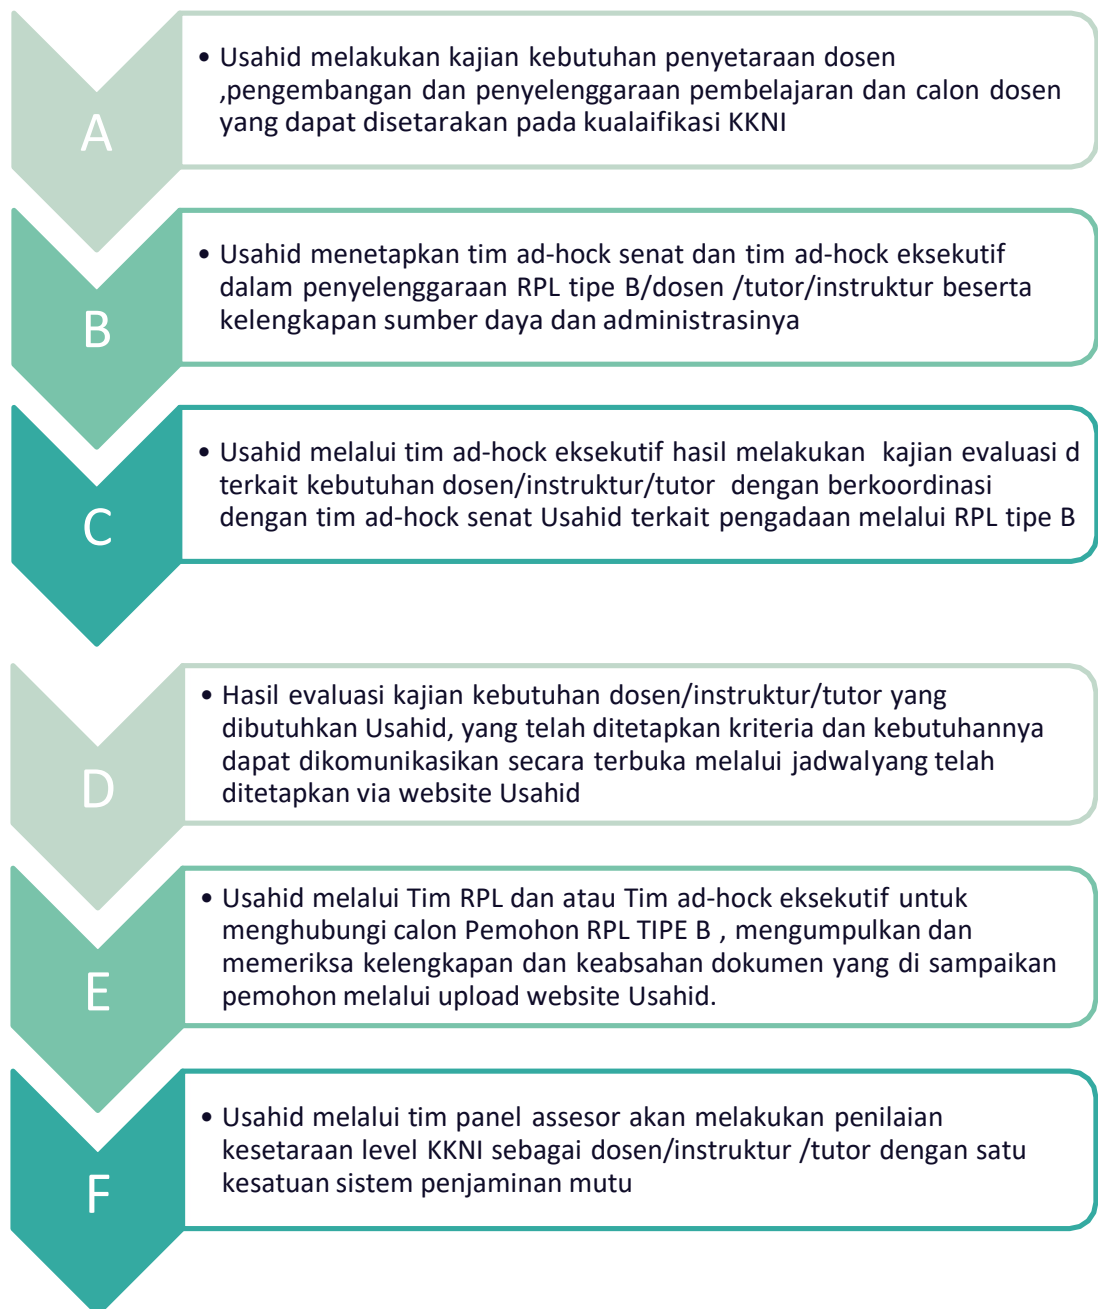 A
• Usahid melakukan kajian kebutuhan penyetaraan dosen
,pengembangan dan penyelenggaraan pembelajaran dan calon dosen
yang dapat disetarakan pada kualaifikasi KKNI
B
• Usahid menetapkan tim ad-hock senat dan tim ad-hock eksekutif
dalam penyelenggaraan RPL tipe B/dosen /tutor/instruktur beserta
kelengkapan sumber daya dan administrasinya
C
• Usahid melalui tim ad-hock eksekutif hasil melakukan kajian evaluasi d
terkait kebutuhan dosen/instruktur/tutor dengan berkoordinasi
dengan tim ad-hock senat Usahid terkait pengadaan melalui RPL tipe B
D
• Hasil evaluasi kajian kebutuhan dosen/instruktur/tutor yang
dibutuhkan Usahid, yang telah ditetapkan kriteria dan kebutuhannya
dapat dikomunikasikan secara terbuka melalui jadwalyang telah
ditetapkan via website Usahid
E
• Usahid melalui Tim RPL dan atau Tim ad-hock eksekutif untuk
menghubungi calon Pemohon RPL TIPE B , mengumpulkan dan
memeriksa kelengkapan dan keabsahan dokumen yang di sampaikan
pemohon melalui upload website Usahid.
F
• Usahid melalui tim panel assesor akan melakukan penilaian
kesetaraan level KKNI sebagai dosen/instruktur /tutor dengan satu
kesatuan sistem penjaminan mutu